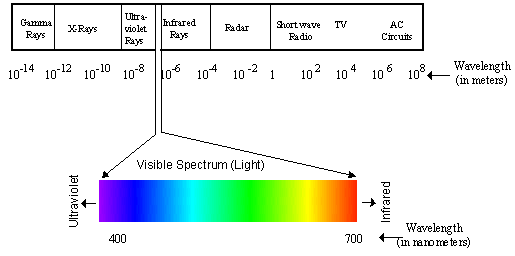 Gamma Rays
X-Rays
Ultra-violet Rays
Infrared Rays
Radar
Short wave Radio
TV
AC Circuits
10^-14 10^-12 10^-10 10^-8 10^-6 10^-4 10^-2 1 10^2 10^4 10^6 10^8
Wavelength
(in meters)
Visible Spectrum (Light)
Ultraviolet
Infrared
400
700
Wavelength
(in nanometers)